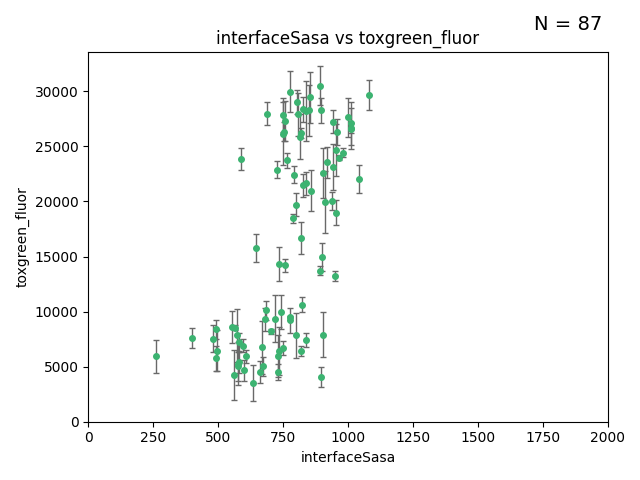 N = 87
interfaceSasa vs toxgreen_fluor
toxgreen_fluor
30000
25000
20000
15000
10000
5000
0
0 250 500 750 1000 1250 1500 1750 2000
interfaceSasa